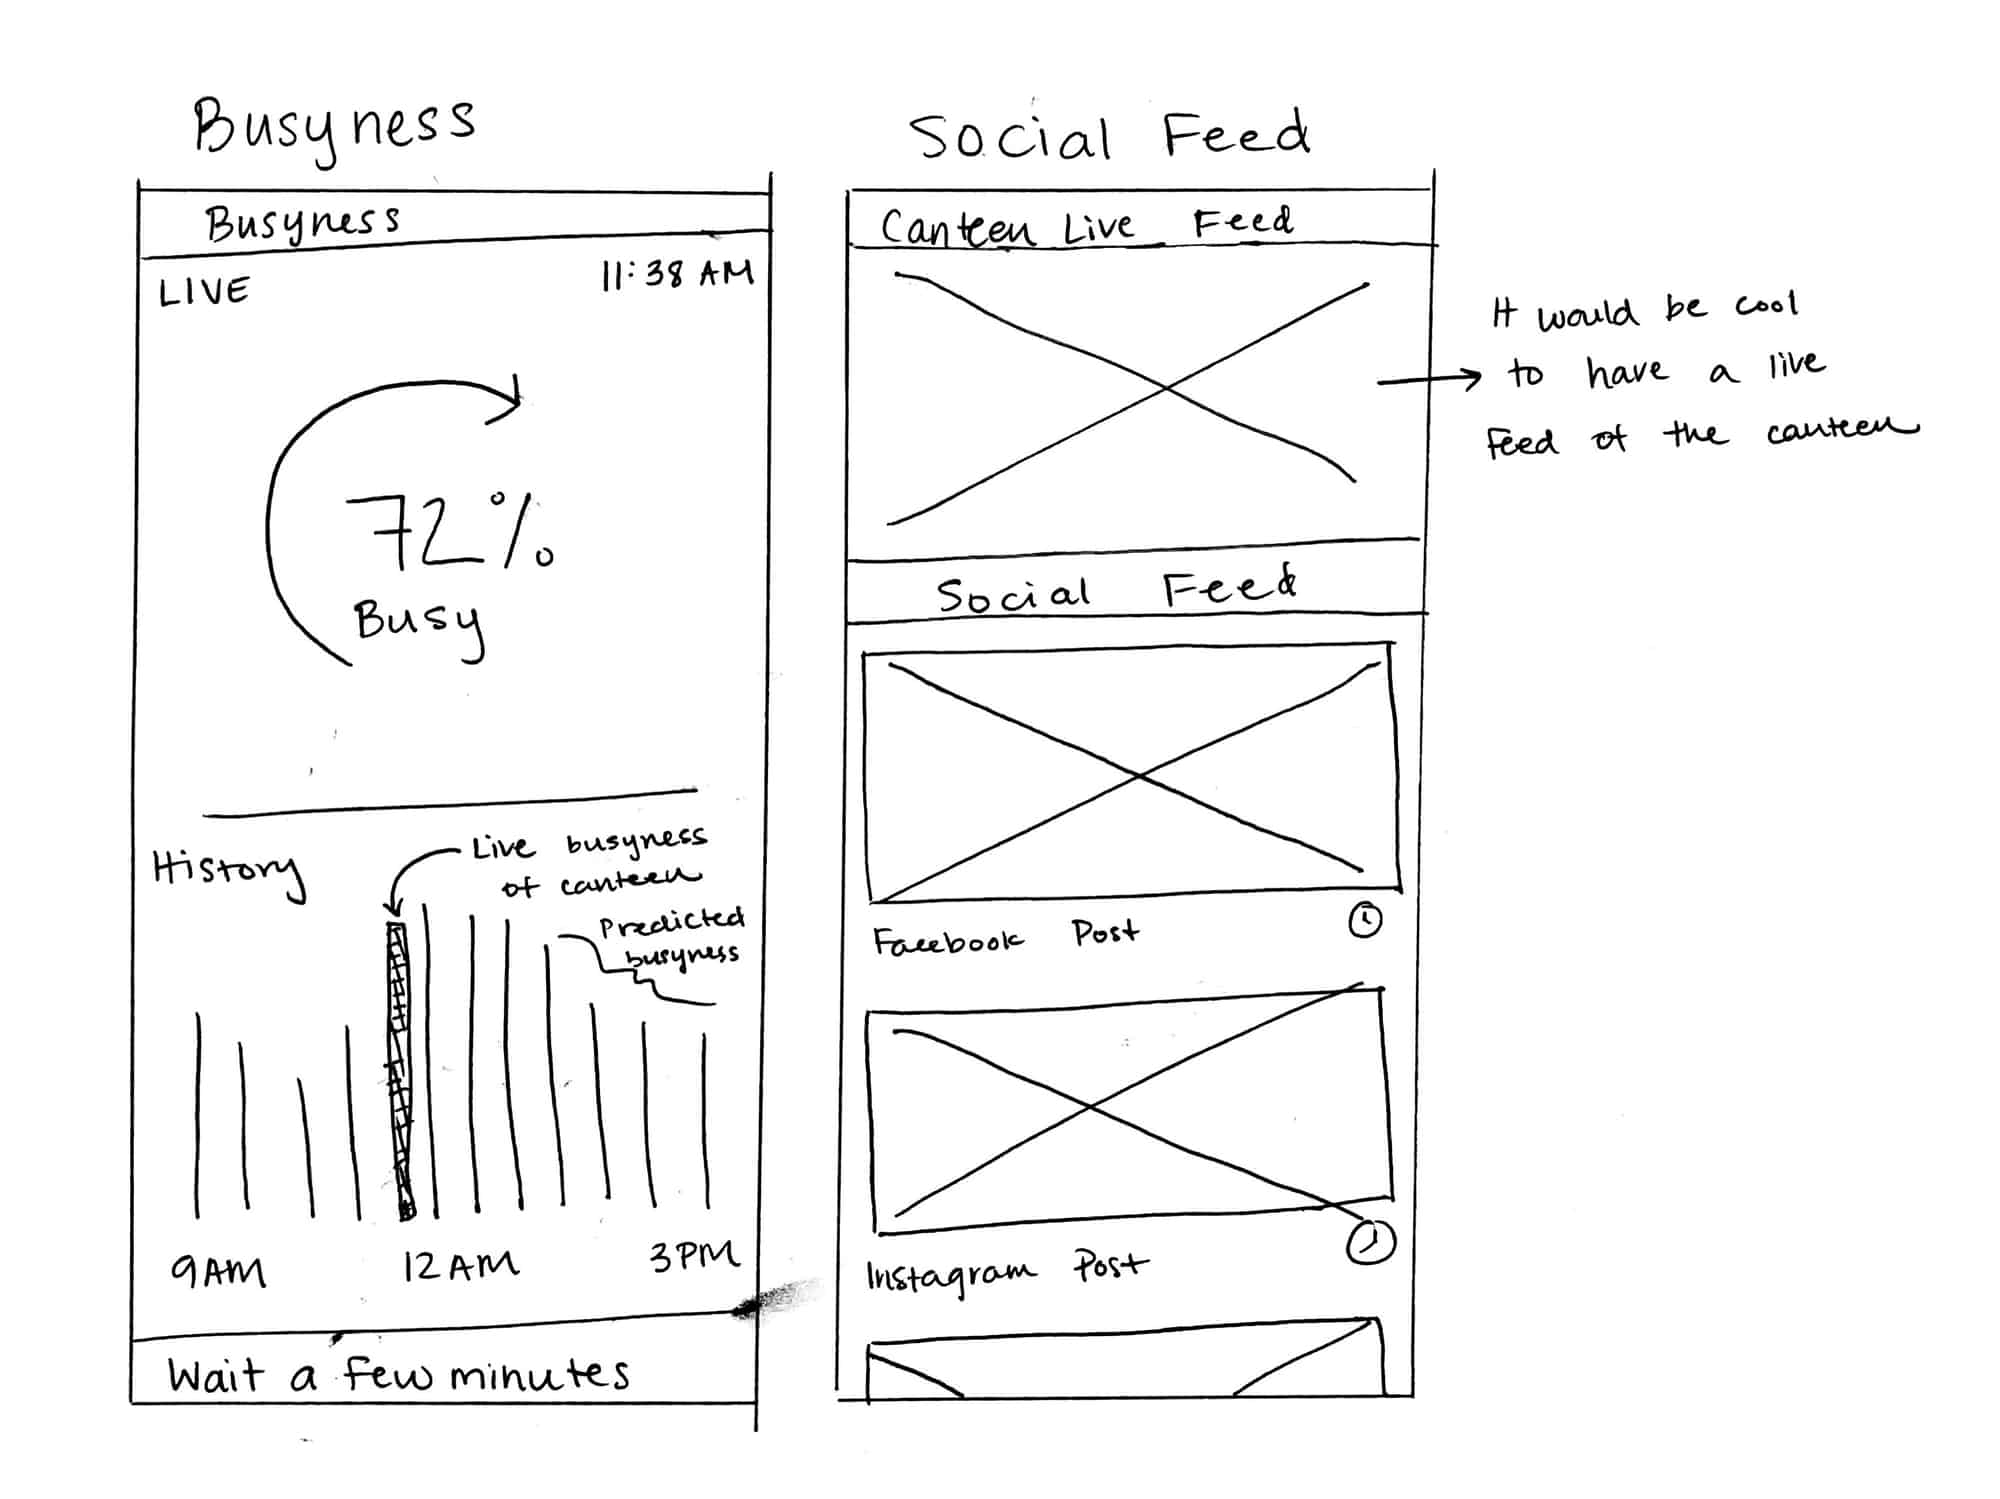 Busyness
Busyness
LIVE
11:38 AM
72%
Busy
History
Live busyness
of canteen
Predicted
busyness
9AM
12AM
3PM
Wait a few minutes
Social Feed
Canteen Live Feed
It would be cool
to have a live
Feed of the canteen
Social Feed
Facebook Post
Instagram Post